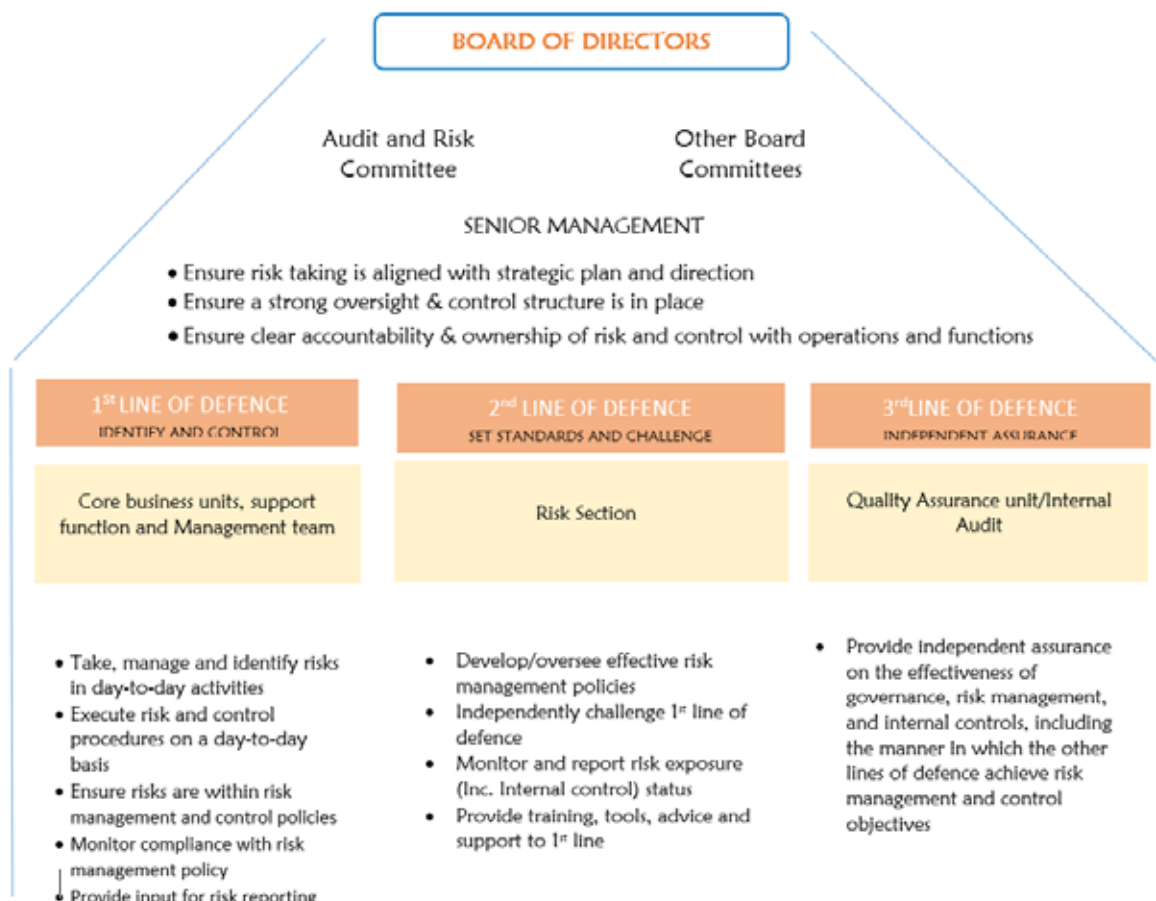 BOARD OF DIRECTORS
Audit and Risk
Committee
Other Board
Committees
SENIOR MANAGEMENT
• Ensure risk taking is aligned with strategic plan and direction
• Ensure a strong oversight & control structure is in place
• Ensure clear accountability & ownership of risk and control with operations and functions
1St LINE OF DEFENCE
IDENTIFY AND CONTROL
Core business units, support
function and Management team
• Take, manage and identify risks
in day-to-day activities
• Execute risk and control
procedures on a day-to-day
basis
• Ensure risks are within risk
management and control policies
• Monitor compliance with risk
management policy
• Provide input for risk reporting
2nd LINE OF DEFENCE
SET STANDARDS AND CHALLENGE
Risk Section
• Develop/oversee effective risk
management policies
• Independently challenge 1st line of
defence
• Monitor and report risk exposure
(Inc. Internal control) status
• Provide training, tools, advice and
support to 1st line
3rdLINE OF DEFENCE
INDEPENDENT ASSURANCE
Quality Assurance unit/Internal
Audit
• Provide independent assurance
on the effectiveness of
governance, risk management,
and internal controls, including
the manner in which the other
lines of defence achieve risk
management and control
objectives